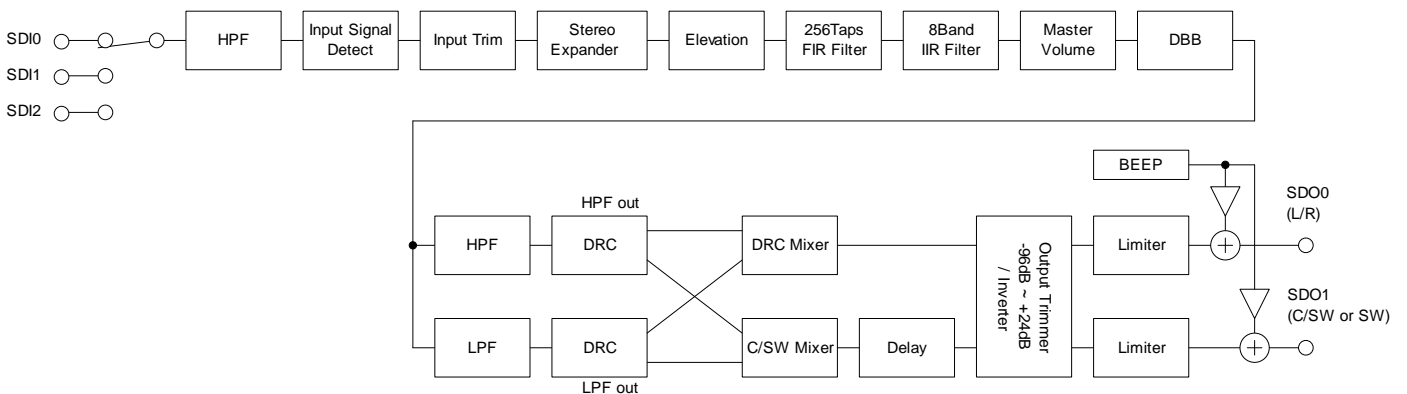 SDI0
SDI1
SDI2
HPF
Input Signal
Detect
Input Trim
Stereo
Expander
Elevation
256Taps
FIR Filter
8Band
IIR Filter
Master
Volume
DBB
BEEP
SDO0
(L/R)
HPF out
HPF
DRC
DRC Mixer
Output Trimmer
-96dB ~ +24dB
/ Inverter
Limiter
SDO1
(C/SW or SW)
LPF
DRC
LPF out
C/SW Mixer
Delay
Limiter